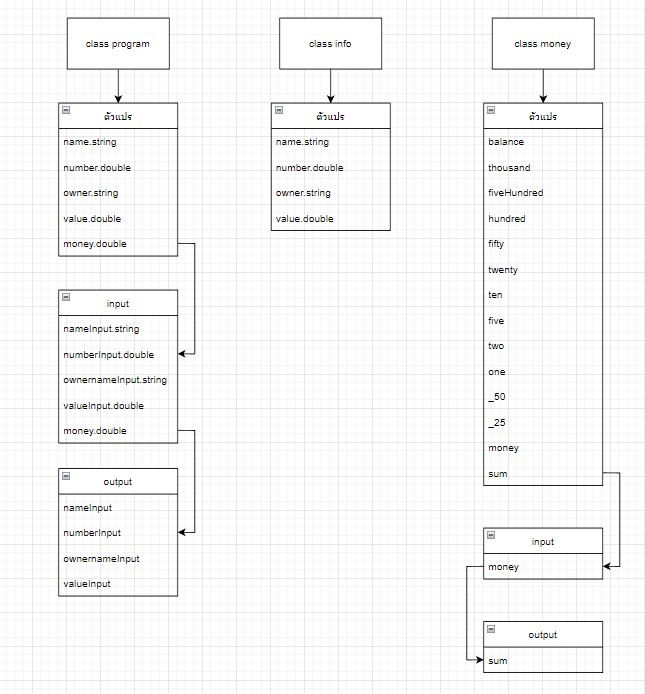 class program
ตัวแปร
name.string
number.double
owner.string
value.double
money.double
input
nameInput.string
numberInput.double
ownernameInput.string
valueInput.double
money.double
output
nameInput
numberInput
ownernameInput
valueInput
class info
ตัวแปร
name.string
number.double
owner.string
value.double
class money
ตัวแปร
balance
thousand
fiveHundred
hundred
fifty
twenty
ten
five
two
one
_50
_25
money
sum
input
money
output
sum